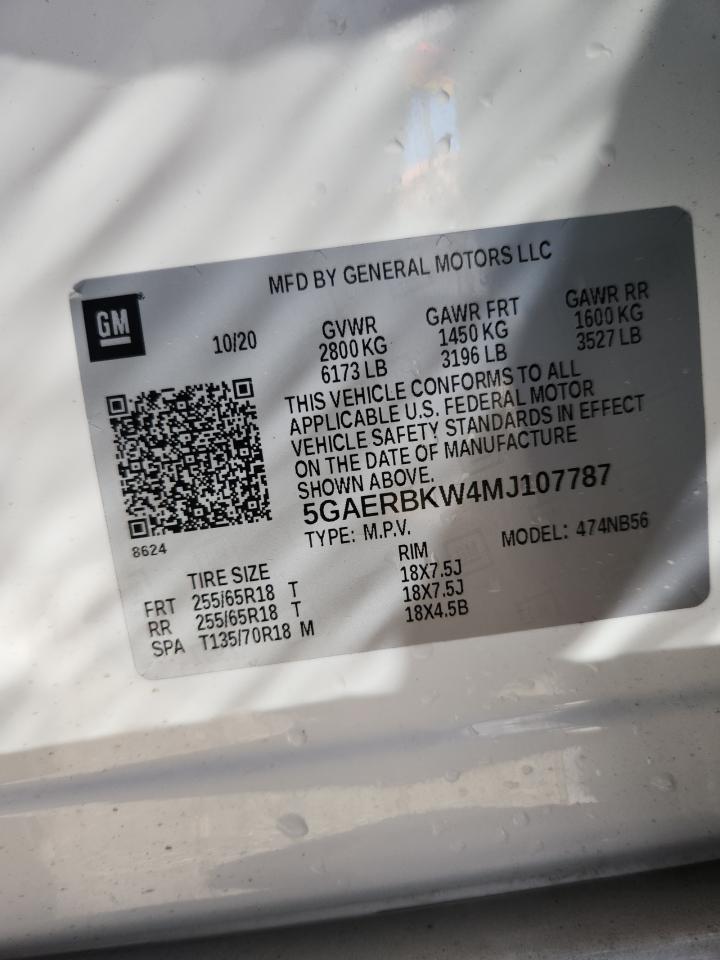 MFD BY GENERAL MOTORS LLC
GM
10/20
GVWR GAWR FRT GAWR RR
2800 KG 1450 KG 1600 KG
6173 LB 3196 LB 3527 LB
THIS VEHICLE CONFORMS TO ALL
APPLICABLE U.S. FEDERAL MOTOR
VEHICLE SAFETY STANDARDS IN EFFECT
ON THE DATE OF MANUFACTURE
SHOWN ABOVE.
5GAERBKW4MJ107787
8624
TYPE: M.P.V. MODEL: 474NB56
TIRE SIZE RIM
FRT 255/65R18 T 18X7.5J
RR 255/65R18 T 18X7.5J
SPA T135/70R18 M 18X4.5B